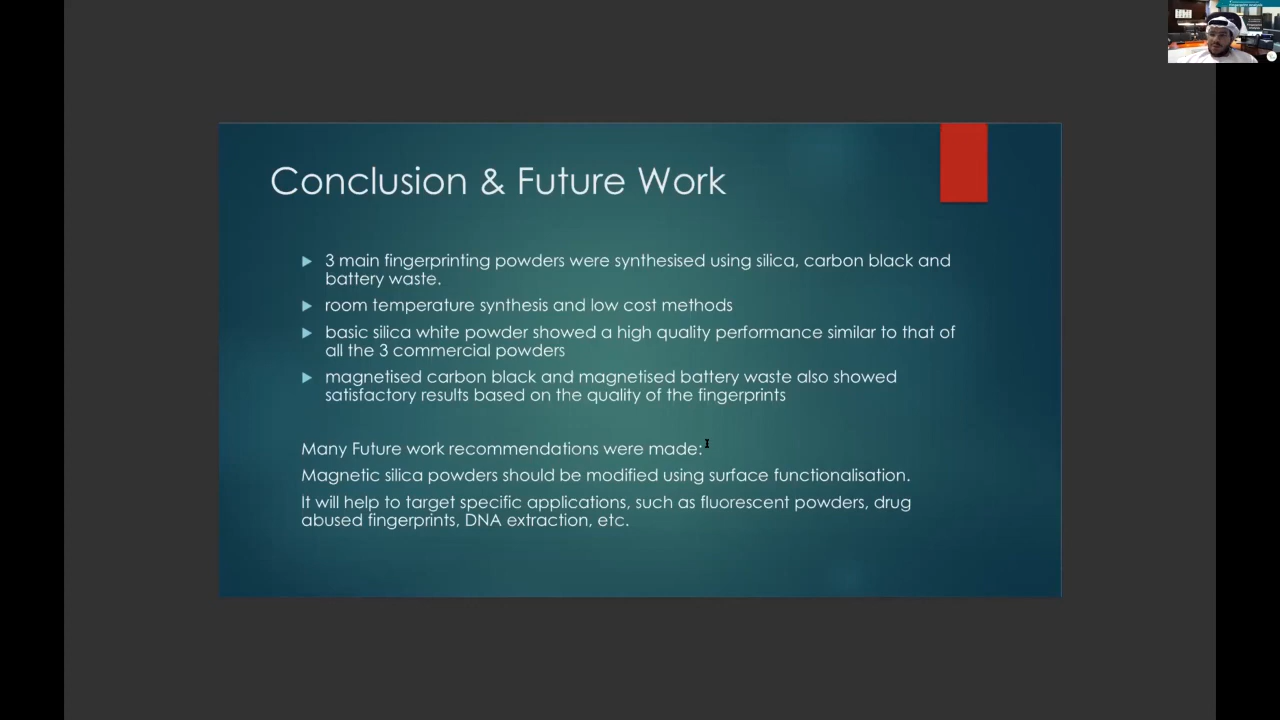 Conclusion & Future Work
3 main fingerprinting powders were synthesised using silica, carbon black and
battery waste.
room temperature synthesis and low cost methods
basic silica white powder showed a high quality performance similar to that of
all the 3 commercial powders
magnetised carbon black and magnetised battery waste also showed
satisfactory results based on the quality of the fingerprints
Many Future work recommendations were made:
Magnetic silica powders should be modified using surface functionalisation.
It will help to target specific applications, such as fluorescent powders, drug
abused fingerprints, DNA extraction, etc.